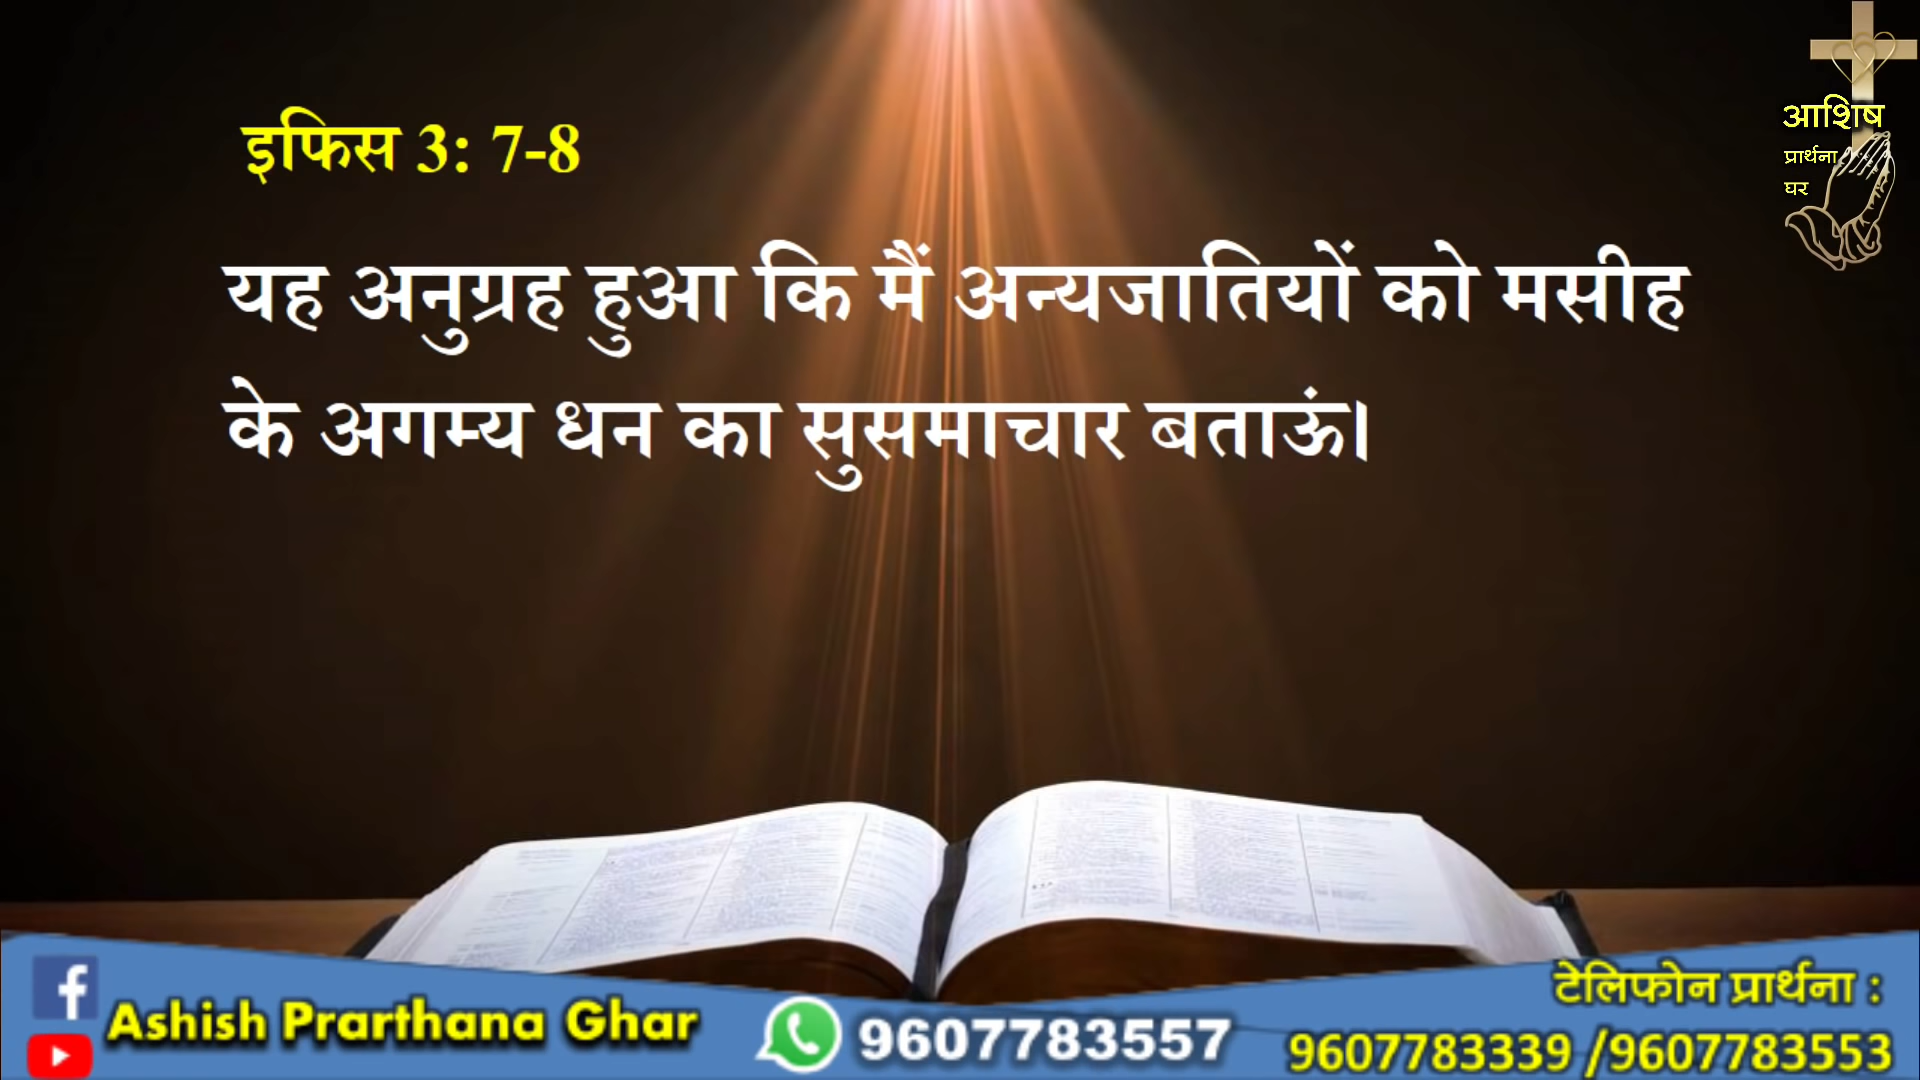 इफिस 3: 7-8
यह अनुग्रह हुआ कि मैं अन्यजातियों को मसीह
के अगम्य धन का सुसमाचार बताऊं।
आशिष
प्रार्थना
घर
Ashish Prarthana Ghar
9607783557
टेलिफोन प्रार्थना :
9607783339 /9607783553